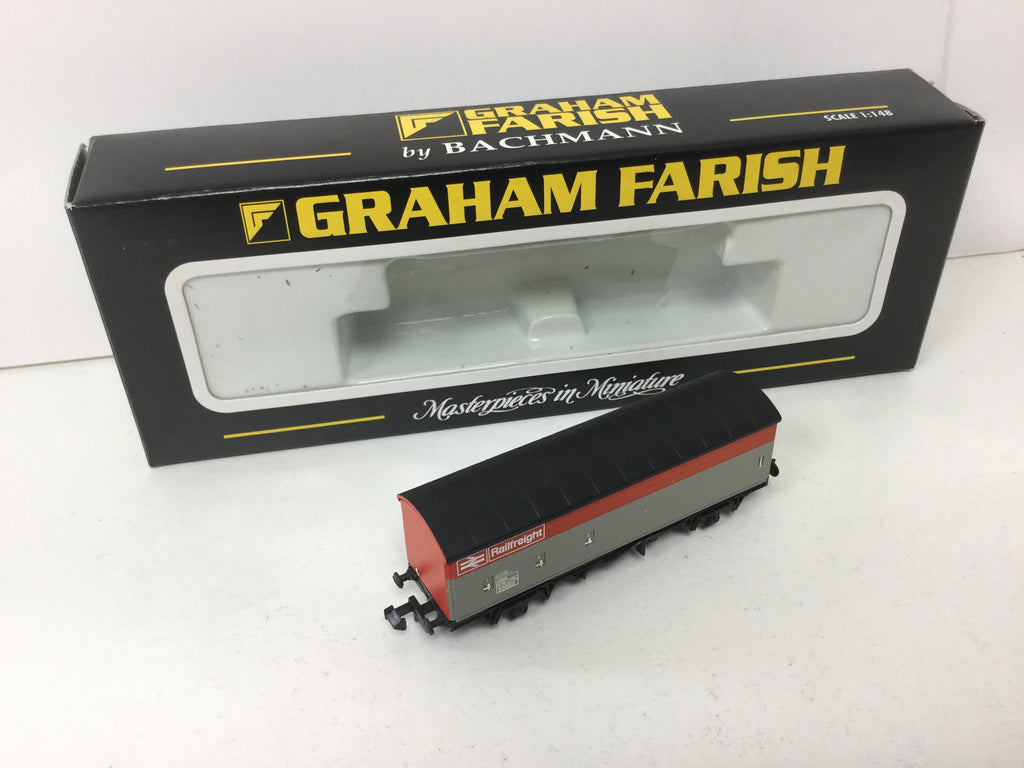 GRAHAM
FARISH
by BACHMANN
SCALE 1:148
GRAHAM FARISH
Masterpieces in Miniature
Railfreight